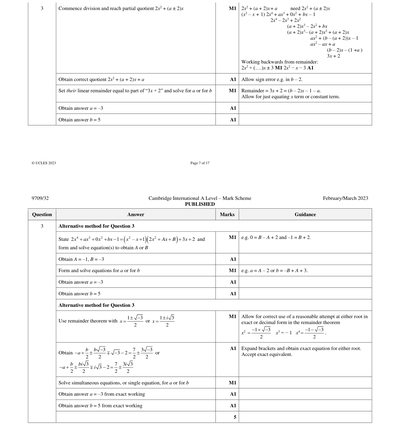 3 Commence division and reach partial quotient 2x² + (a ± 2)x M1
2x² + (a + 2)x + a need 2x² + (a ± 2)x
(x² – x + 1) 2x⁴ + ax³ + 0x² + bx – 1
2x⁴ – 2x³ + 2x²
(a + 2)x³ – 2x² + bx
(a + 2)x³ – (a + 2)x² + (a + 2)x
ax² + (b – (a + 2))x – 1
ax² – ax + a
(b – 2)x – (1 + a)
3x + 2
Working backwards from remainder:
2x² + (....)x ± 3 M1 2x² – x – 3 A1
Obtain correct quotient 2x² + (a + 2)x + a A1 Allow sign error e.g. in b – 2.
Set their linear remainder equal to part of “3x + 2” and solve for a or for b M1 Remainder = 3x + 2 = (b – 2)x – 1 – a.
Allow for just equating x term or constant term.
Obtain answer a = –3 A1
Obtain answer b = 5 A1
© UCLES 2023 Page 7 of 17
9709/32 Cambridge International A Level – Mark Scheme February/March 2023
PUBLISHED
Question Answer Marks Guidance
3 Alternative method for Question 3
State 2x⁴ + ax³ + 0x² + bx – 1 = (x² – x + 1)(2x² + Ax + B) + 3x + 2 and
form and solve equation(s) to obtain A or B
M1 e.g. 0 = B – A + 2 and –1 = B + 2.
Obtain A = –1, B = –3 A1
Form and solve equations for a or for b M1 e.g. a = A – 2 or b = –B + A + 3.
Obtain answer a = –3 A1
Obtain answer b = 5 A1
Alternative method for Question 3
Use remainder theorem with x = (1 ± √–3)/2 or x = (1 ± i√3)/2
M1 Allow for correct use of a reasonable attempt at either root in
exact or decimal form in the remainder theorem
x² = (–1 + √–3)/2 x³ = –1 x⁴ = (–1 – √–3)/2 .
Obtain –a + b/2 ± b√–3/2 ∓ √–3 – 2 = 7/2 ± 3√–3/2 or
–a + b/2 ± bi√3/2 ∓ i√3 – 2 = 7/2 ± 3i√3/2
A1 Expand brackets and obtain exact equation for either root.
Accept exact equivalent.
Solve simultaneous equations, or single equation, for a or for b M1
Obtain answer a = –3 from exact working A1
Obtain answer b = 5 from exact working A1
5